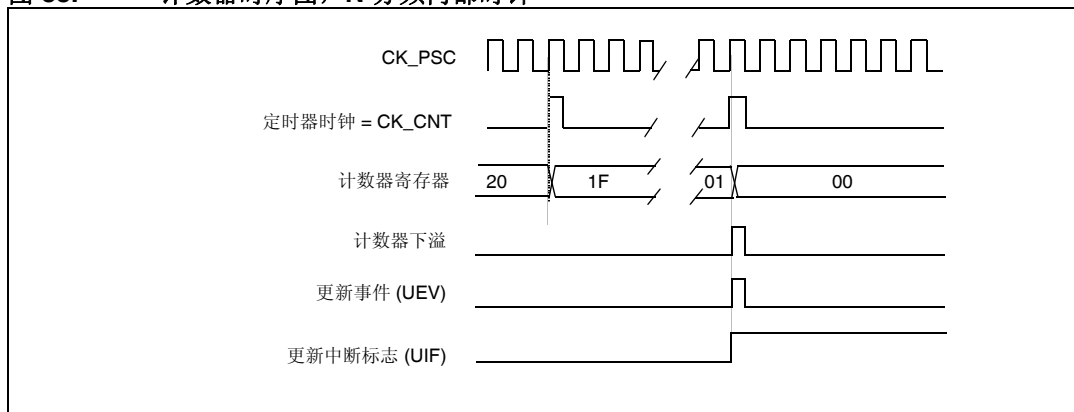 CK_PSC
定时器时钟 = CK_CNT
计数器寄存器 20 1F 01 00
计数器下溢
更新事件 (UEV)
更新中断标志 (UIF)